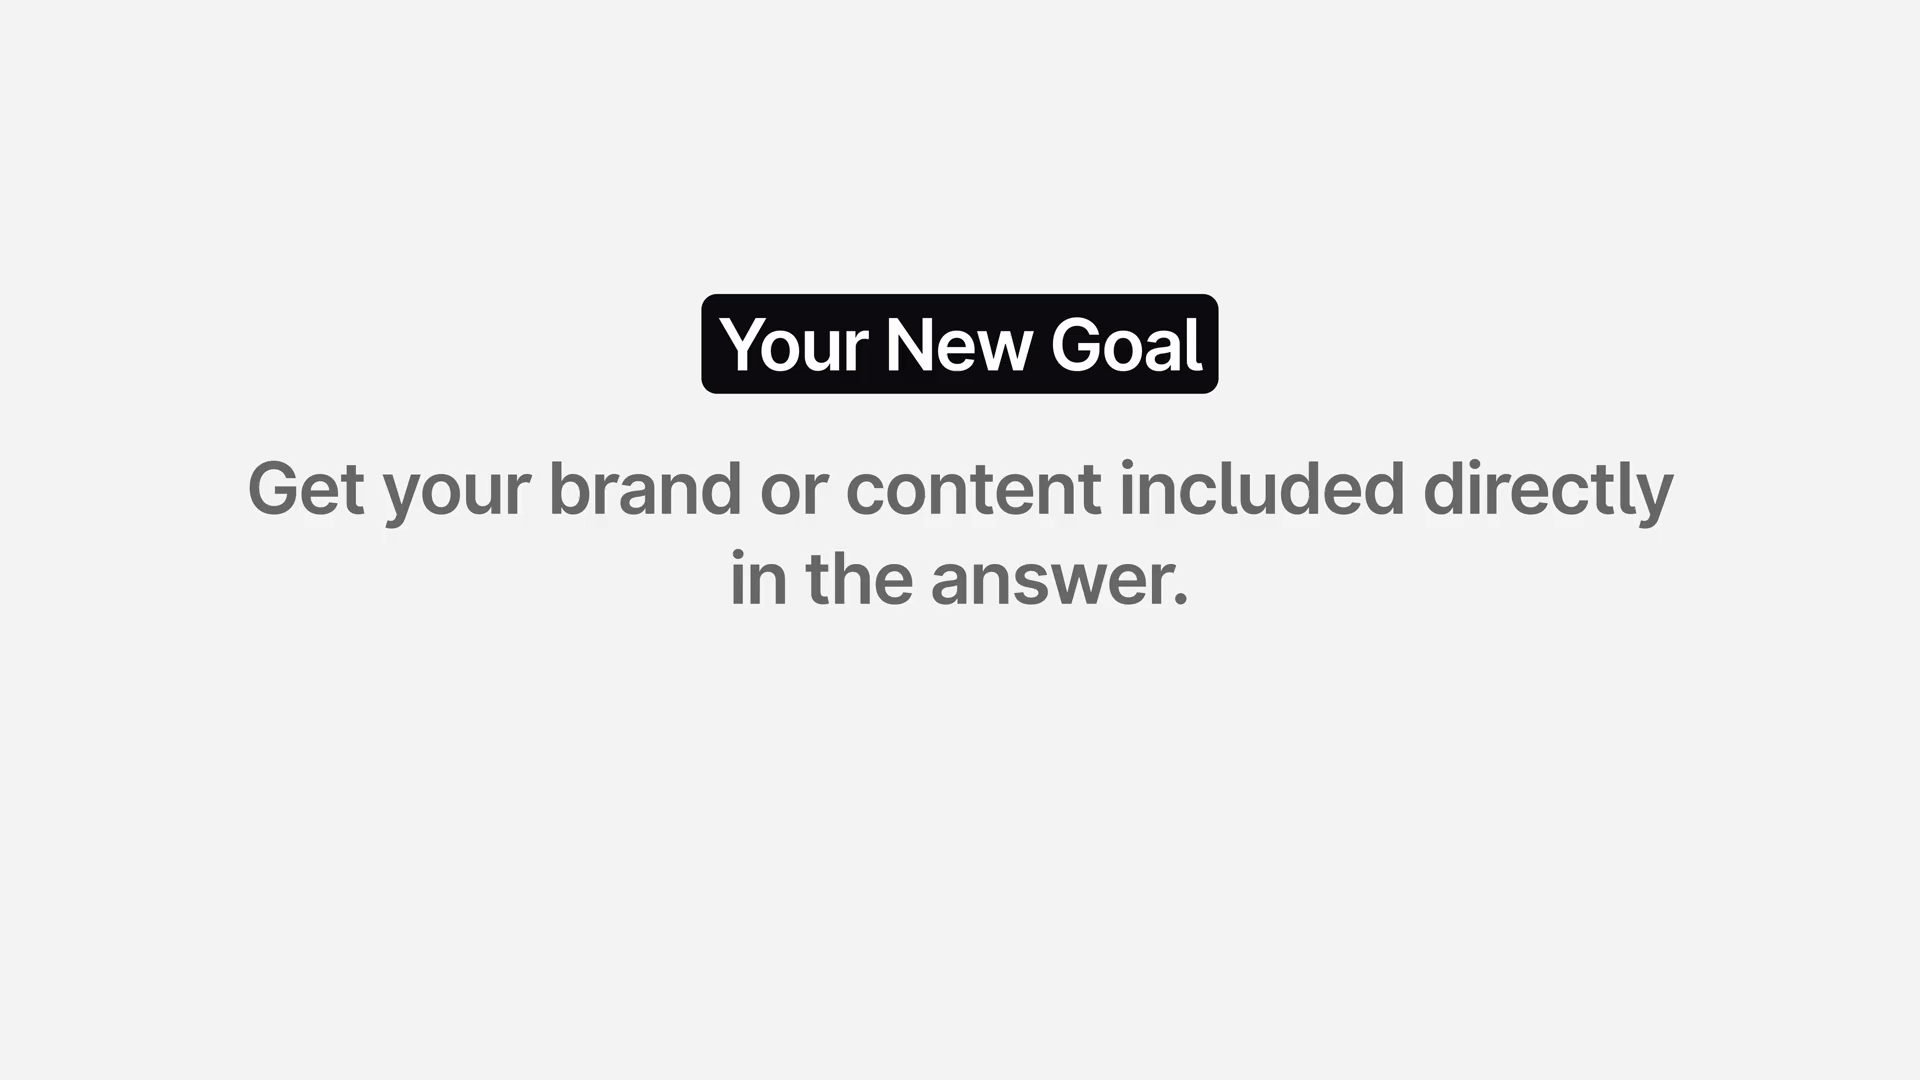 Your New Goal
Get your brand or content included directly
in the answer.